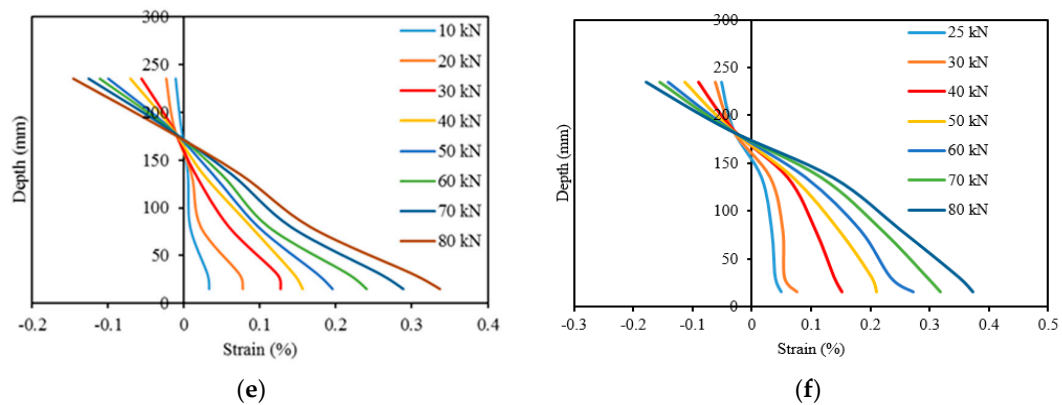 300
250
200
150
100
50
0
Depth (mm)
-0.2
-0.1
0
0.1
0.2
0.3
0.4
Strain (%)
10 kN
20 kN
30 kN
40 kN
50 kN
60 kN
70 kN
80 kN
(e)
300
250
200
150
100
50
0
Depth (mm)
-0.3
-0.2
-0.1
0
0.1
0.2
0.3
0.4
0.5
Strain (%)
25 kN
30 kN
40 kN
50 kN
60 kN
70 kN
80 kN
(f)